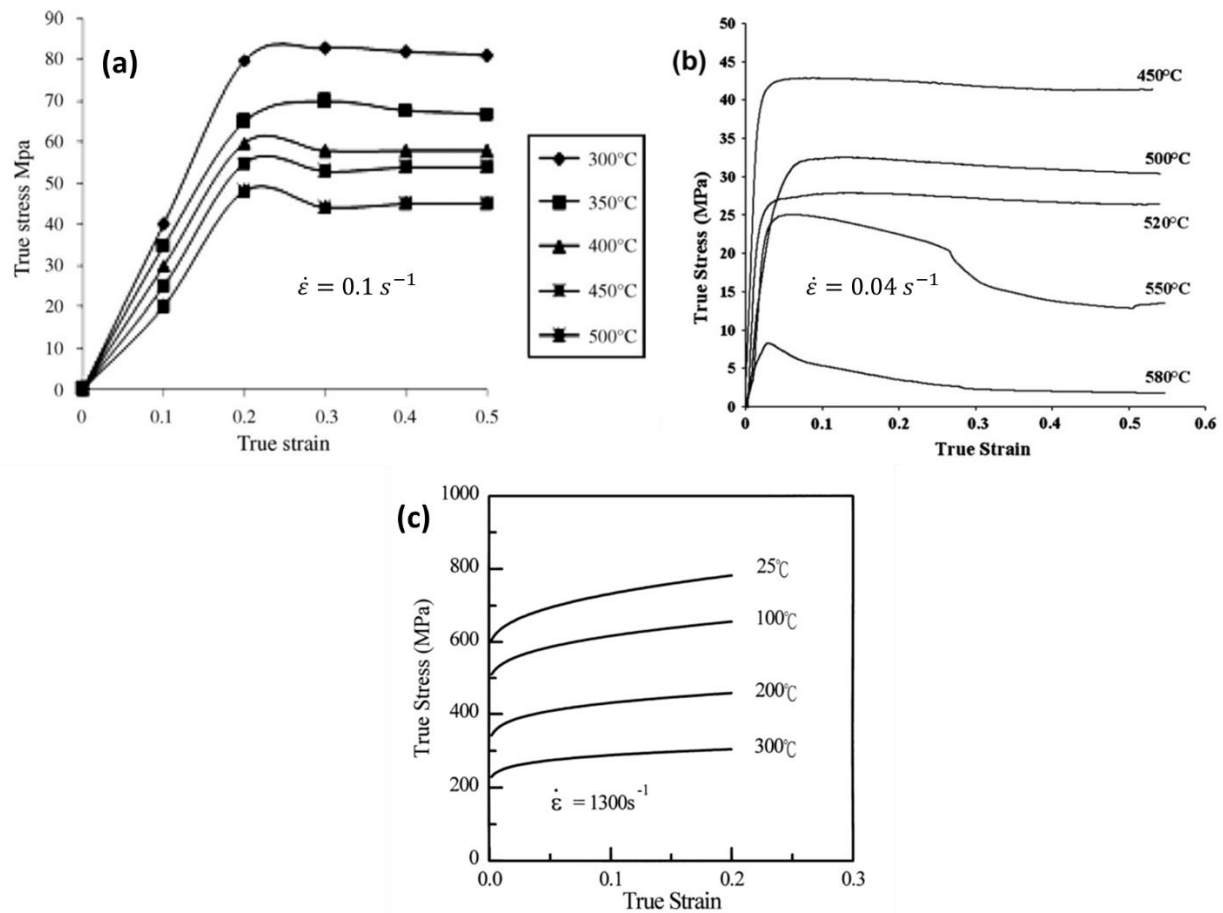 (a)
True stress Mpa
90
80
70
60
50
40
30
20
10
0
0 0.1 0.2 0.3 0.4 0.5
True strain
ε̇ = 0.1 s⁻¹
300°C
350°C
400°C
450°C
500°C
(b)
True Stress (MPa)
50
45
40
35
30
25
20
15
10
5
0
0 0.1 0.2 0.3 0.4 0.5 0.6
True Strain
450°C
500°C
520°C
ε̇ = 0.04 s⁻¹
550°C
580°C
(c)
True Stress (MPa)
1000
800
600
400
200
0
0.0 0.1 0.2 0.3
True Strain
25℃
100℃
200℃
300℃
ε̇ = 1300s⁻¹